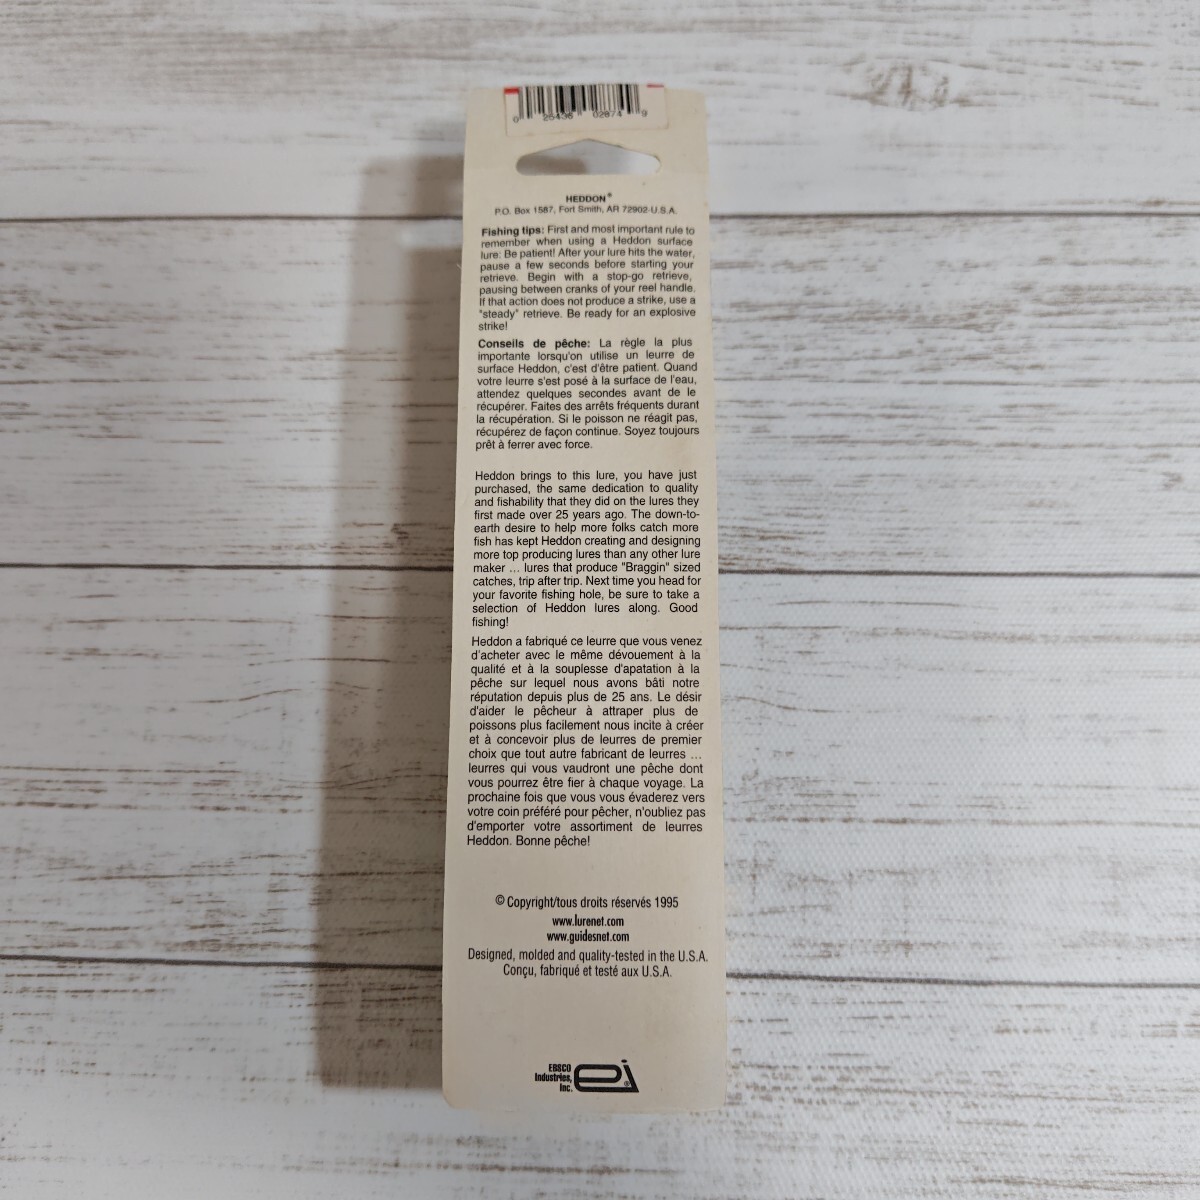 0 25436 02874 9
HEDDON®
P.O. Box 1587, Fort Smith, AR 72902-U.S.A.
Fishing tips: First and most important rule to
remember when using a Heddon surface
lure: Be patient! After your lure hits the water,
pause a few seconds before starting your
retrieve. Begin with a stop-go retrieve,
pausing between cranks of your reel handle.
If that action does not produce a strike, use a
"steady" retrieve. Be ready for an explosive
strike!
Conseils de pêche: La règle la plus
importante lorsqu'on utilise un leurre de
surface Heddon, c'est d'être patient. Quand
votre leurre s'est posé à la surface de l'eau,
attendez quelques secondes avant de le
récupérer. Faites des arrêts fréquents durant
la récupération. Si le poisson ne réagit pas,
récupérez de façon continue. Soyez toujours
prêt à ferrer avec force.
Heddon brings to this lure, you have just
purchased, the same dedication to quality
and fishability that they did on the lures they
first made over 25 years ago. The down-to-
earth desire to help more folks catch more
fish has kept Heddon creating and designing
more top producing lures than any other lure
maker ... lures that produce "Braggin" sized
catches, trip after trip. Next time you head for
your favorite fishing hole, be sure to take a
selection of Heddon lures along. Good
fishing!
Heddon a fabriqué ce leurre que vous venez
d'acheter avec le même dévouement à la
qualité et à la souplesse d'apatation à la
pêche sur lequel nous avons bâti notre
réputation depuis plus de 25 ans. Le désir
d'aider le pêcheur à attraper plus de
poissons plus facilement nous incite à créer
et à concevoir plus de leurres de premier
choix que tout autre fabricant de leurres ...
leurres qui vous vaudront une pêche dont
vous pourrez être fier à chaque voyage. La
prochaine fois que vous vous évaderez vers
votre coin préféré pour pêcher, n'oubliez pas
d'emporter votre assortiment de leurres
Heddon. Bonne pêche!
© Copyright/tous droits réservés 1995
www.lurenet.com
www.guidesnet.com
Designed, molded and quality-tested in the U.S.A.
Conçu, fabriqué et testé aux U.S.A.
EBSCO
Industries,
Inc.
ei®